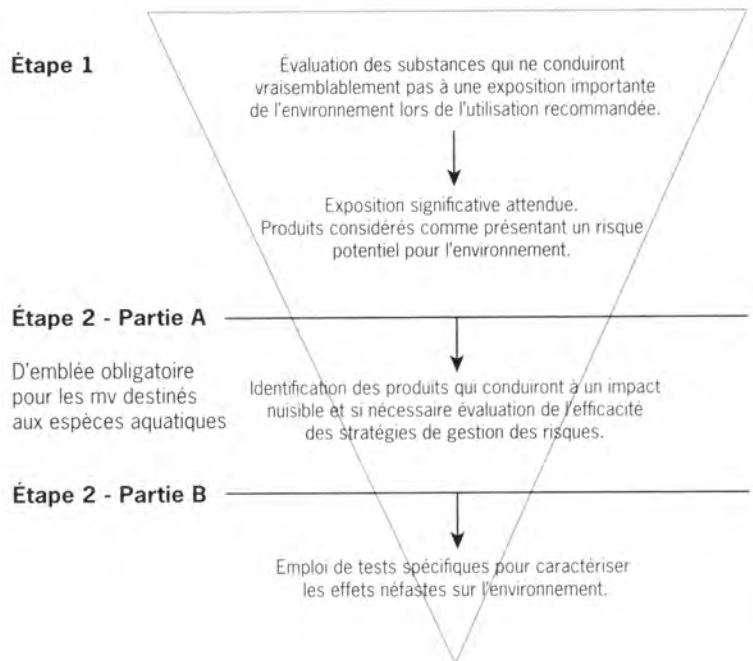 Étape 1
Évaluation des substances qui ne conduiront
vraisemblablement pas à une exposition importante
de l'environnement lors de l'utilisation recommandée.
Exposition significative attendue.
Produits considérés comme présentant un risque
potentiel pour l'environnement.
Étape 2 - Partie A
D'emblée obligatoire
pour les mv destinés
aux espèces aquatiques
Identification des produits qui conduiront à un impact
nuisible et si nécessaire évaluation de l'efficacité
des stratégies de gestion des risques.
Étape 2 - Partie B
Emploi de tests spécifiques pour caractériser
les effets néfastes sur l'environnement.